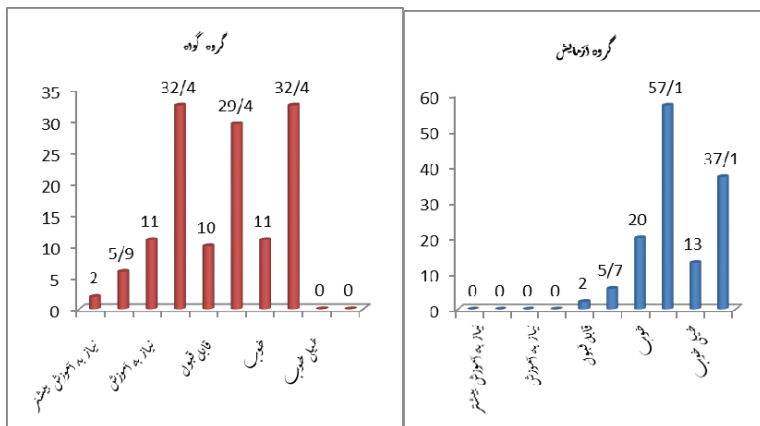 گروه گواه
35
30
25
20
15
10
5
0
2
5/9
11
32/4
10
29/4
11
32/4
0
0
نیاز به آموزش بیشتر
نیاز به آموزش
قابل قبول
خوب
خیلی خوب
گروه آزمایش
60
50
40
30
20
10
0
0
0
0
0
2
5/7
20
57/1
13
37/1
نیاز به آموزش بیشتر
نیاز به آموزش
قابل قبول
خوب
خیلی خوب